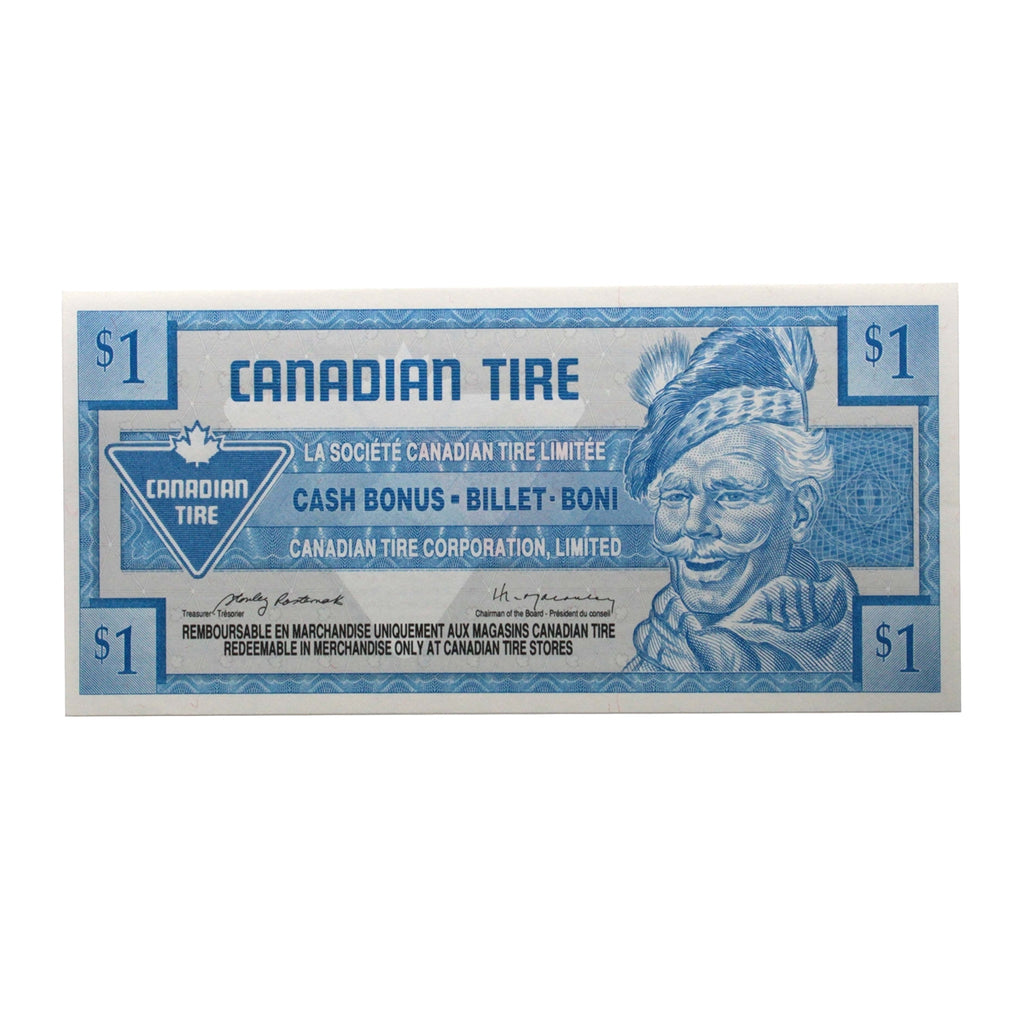 $1
$1
CANADIAN TIRE
LA SOCIÉTÉ CANADIAN TIRE LIMITÉE
CANADIAN
TIRE
CASH BONUS - BILLET - BONI
CANADIAN TIRE CORPORATION, LIMITED
Treasurer - Trésorier
Chairman of the Board - Président du conseil
$1
$1
REMBOURSABLE EN MARCHANDISE UNIQUEMENT AUX MAGASINS CANADIAN TIRE
REDEEMABLE IN MERCHANDISE ONLY AT CANADIAN TIRE STORES